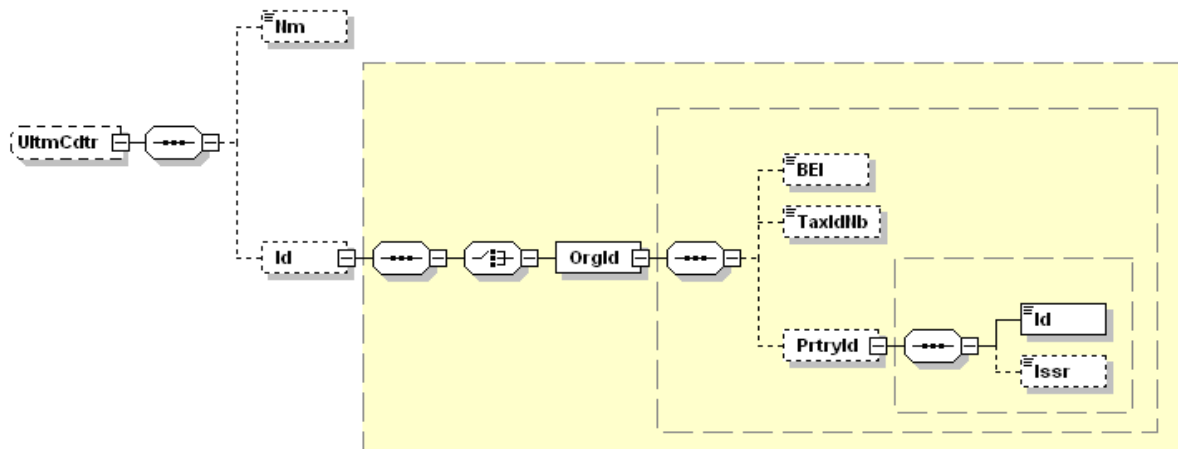 Nm
UltmCdtr
BEI
TaxIdNb
Id
OrgId
PrtryId
Id
Issr